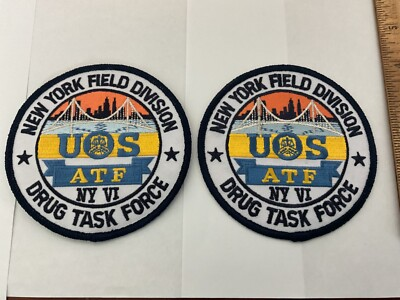 NEW YORK FIELD DIVISION
UOS
ATF
NY VI
DRUG TASK FORCE
NEW YORK FIELD DIVISION
UOS
ATF
NY VI
DRUG TASK FORCE